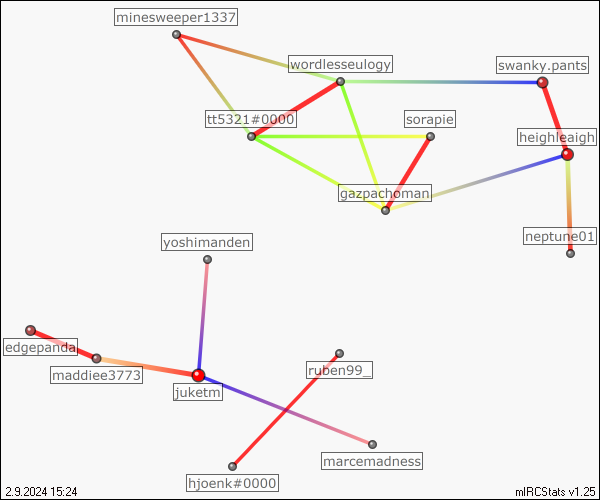 minesweeper1337
wordlesseulogy
swanky.pants
tt5321#0000
sorapie
heighleaigh
gazpachoman
neptune01
yoshimanden
edgepanda
maddiee3773
ruben99_
juketm
marcemadness
hjoenk#0000
2.9.2024 15:24
mIRCStats v1.25